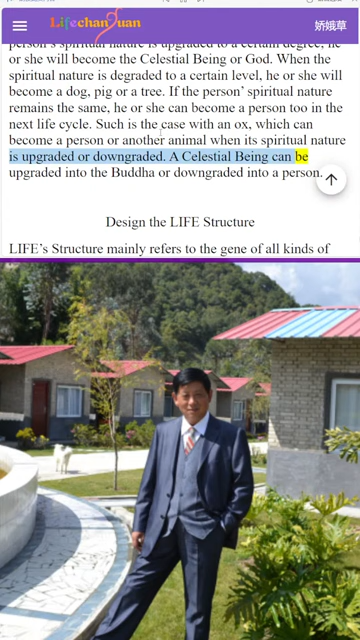 Lifechanyuan
娇娥草
person's spiritual nature is upgraded to a certain degree, he
or she will become the Celestial Being or God. When the
spiritual nature is degraded to a certain level, he or she will
become a dog, pig or a tree. If the person’ spiritual nature
remains the same, he or she can become a person too in the
next life cycle. Such is the case with an ox, which can
become a person or another animal when its spiritual nature
is upgraded or downgraded. A Celestial Being can be
upgraded into the Buddha or downgraded into a person.
Design the LIFE Structure
LIFE’s Structure mainly refers to the gene of all kinds of